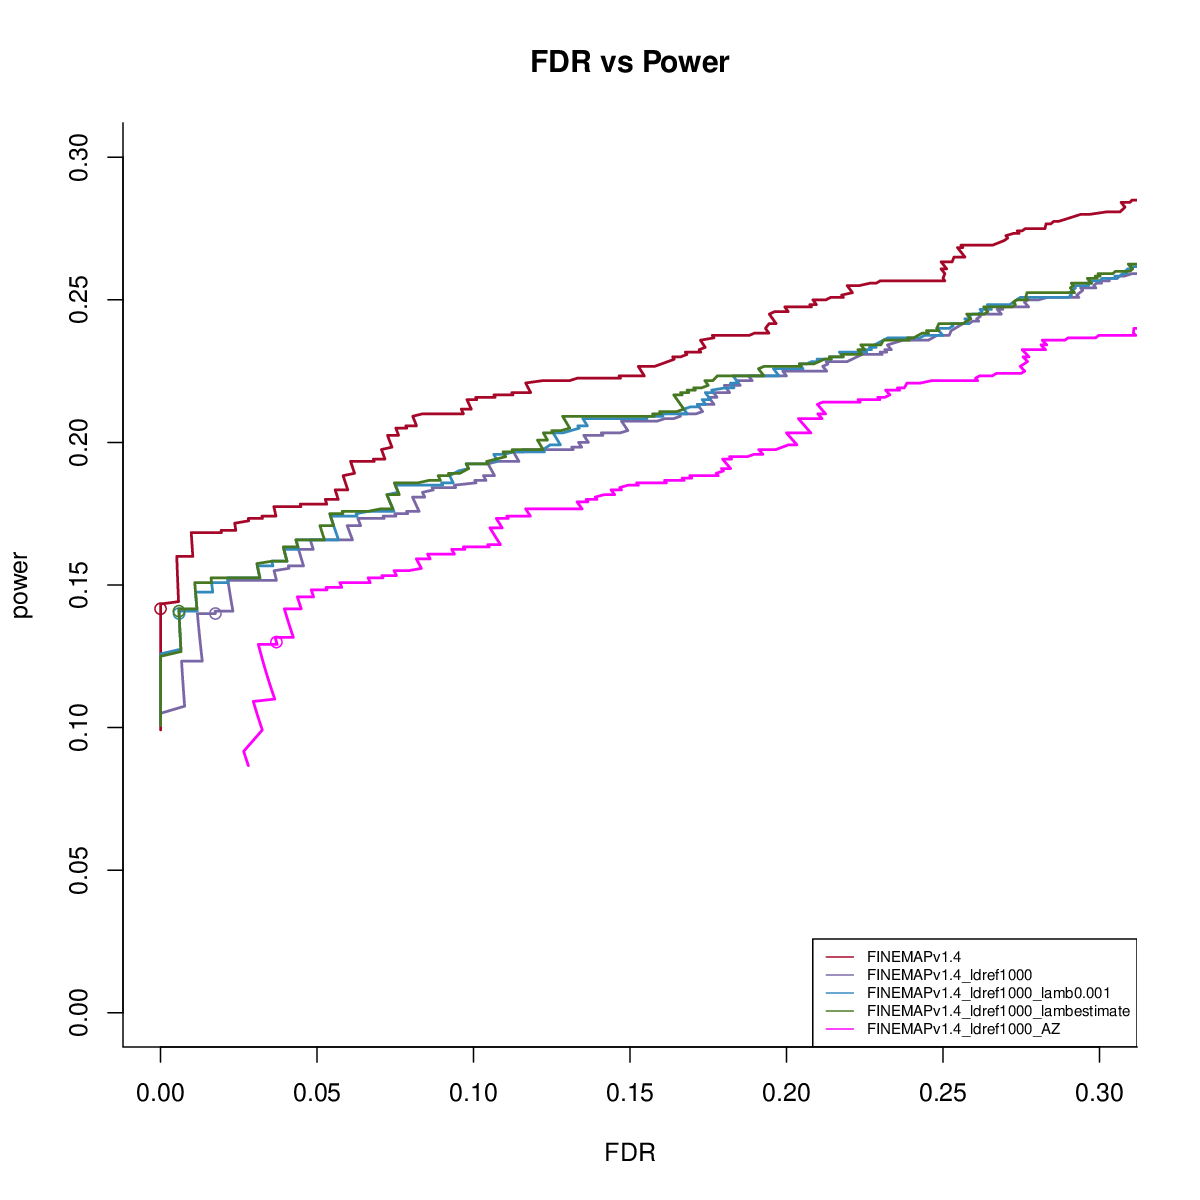 FDR vs Power
power
0.30
0.25
0.20
0.15
0.10
0.05
0.00
FINEMAPv1.4
FINEMAPv1.4_ldref1000
FINEMAPv1.4_ldref1000_lamb0.001
FINEMAPv1.4_ldref1000_lambestimate
FINEMAPv1.4_ldref1000_AZ
0.00 0.05 0.10 0.15 0.20 0.25 0.30
FDR